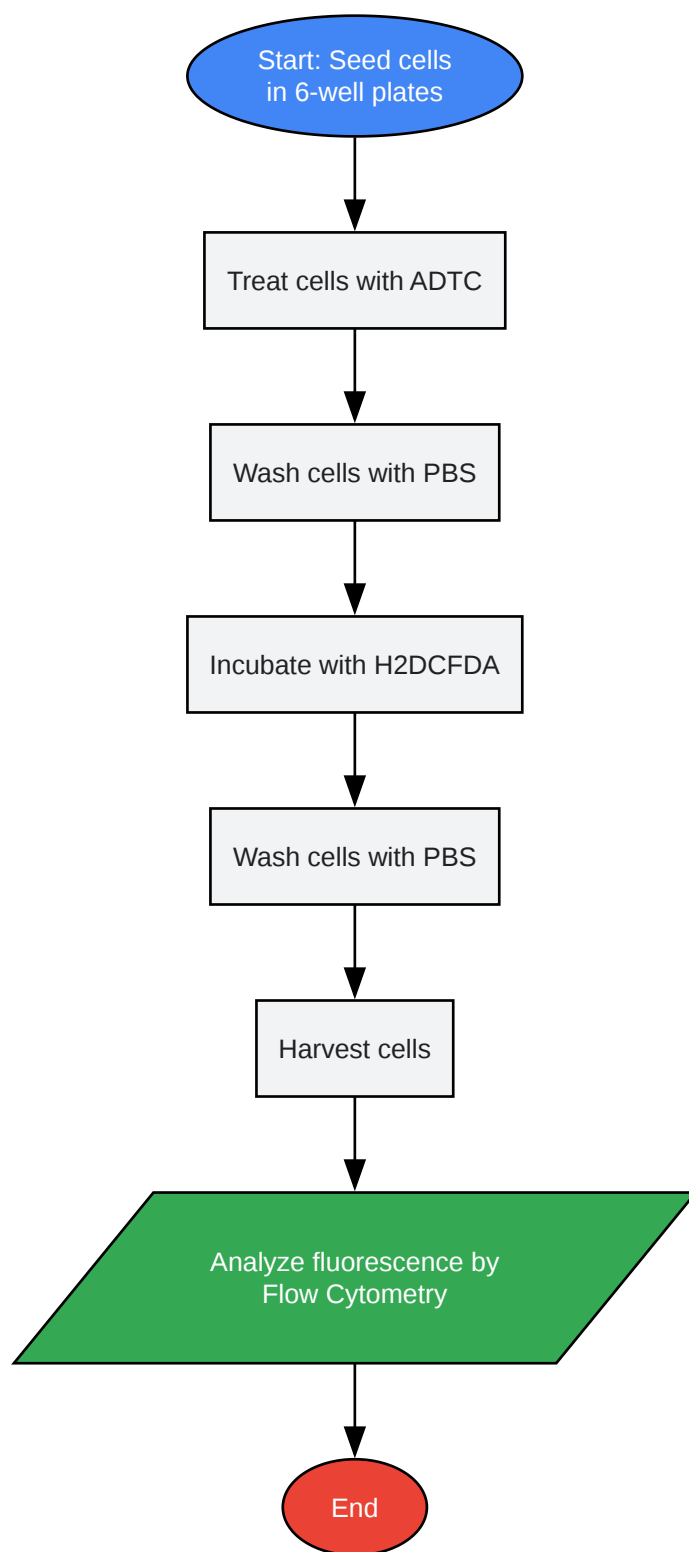 Start: Seed cells
in 6-well plates
Treat cells with ADTC
Wash cells with PBS
Incubate with H2DCFDA
Wash cells with PBS
Harvest cells
Analyze fluorescence by
Flow Cytometry
End